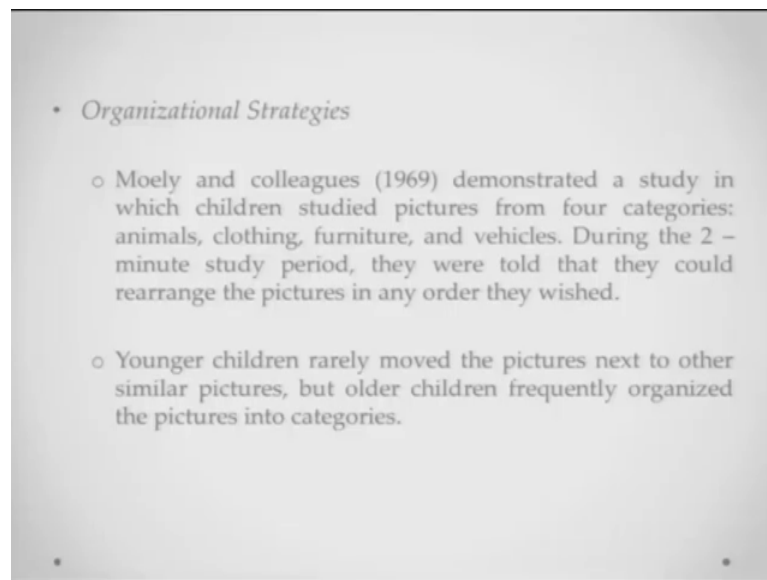 • Organizational Strategies
o Moely and colleagues (1969) demonstrated a study in
which children studied pictures from four categories:
animals, clothing, furniture, and vehicles. During the 2 –
minute study period, they were told that they could
rearrange the pictures in any order they wished.
o Younger children rarely moved the pictures next to other
similar pictures, but older children frequently organized
the pictures into categories.